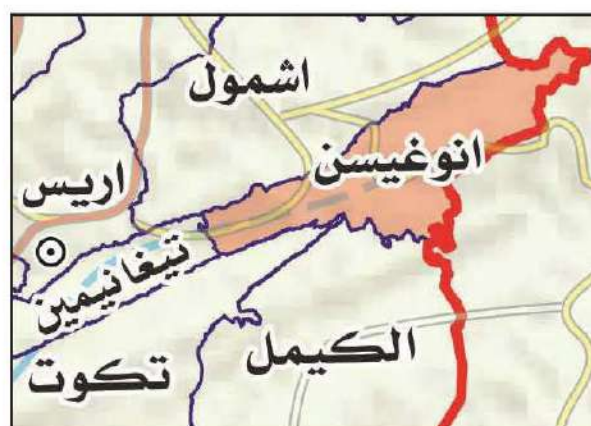 اشمول
انوغيسن
اريس
تيغانيمين
الكيمل
تكوت